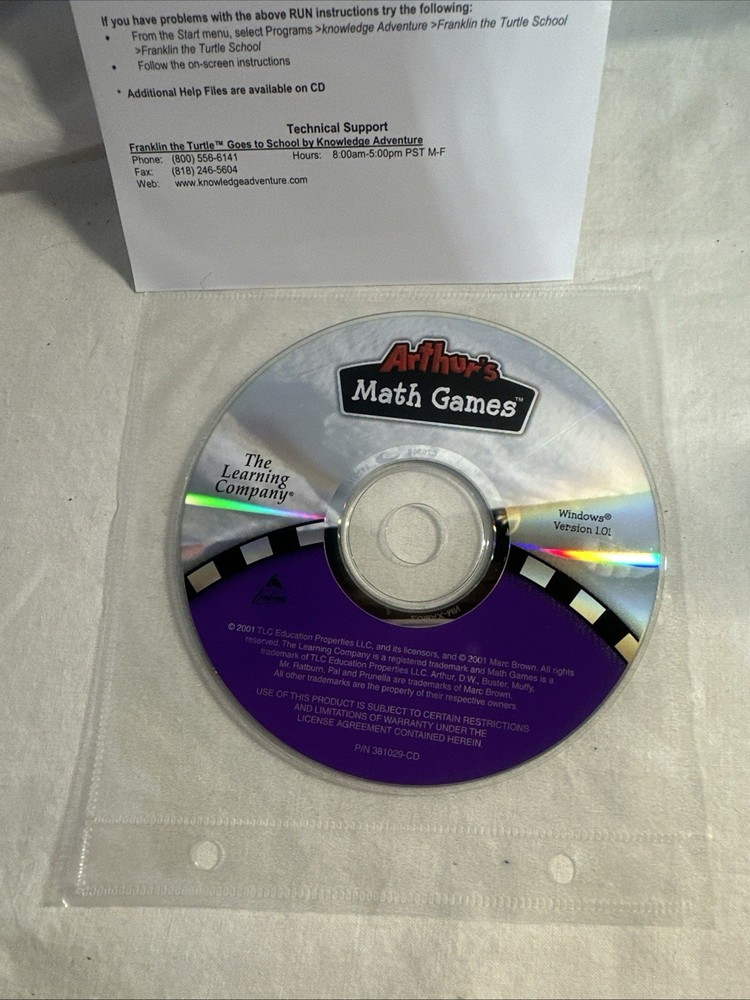 If you have problems with the above RUN instructions try the following:
• From the Start menu, select Programs >knowledge Adventure >Franklin the Turtle School
>Franklin the Turtle School
• Follow the on-screen instructions
* Additional Help Files are available on CD
Technical Support
Franklin the Turtle™ Goes to School by Knowledge Adventure
Phone: (800) 556-6141 Hours: 8:00am-5:00pm PST M-F
Fax: (818) 246-5604
Web: www.knowledgeadventure.com
Arthur's
Math Games™
The
Learning
Company®
Windows®
Version 1.01
© 2001 TLC Education Properties LLC, and its licensors, and © 2001 Marc Brown. All rights
reserved. The Learning Company is a registered trademark and Math Games is a
trademark of TLC Education Properties LLC. Arthur, D.W., Buster, Muffy,
Mr. Ratburn, Pal and Prunella are trademarks of Marc Brown.
All other trademarks are the property of their respective owners.
USE OF THIS PRODUCT IS SUBJECT TO CERTAIN RESTRICTIONS
AND LIMITATIONS OF WARRANTY UNDER THE
LICENSE AGREEMENT CONTAINED HEREIN.
P/N 381029-CD